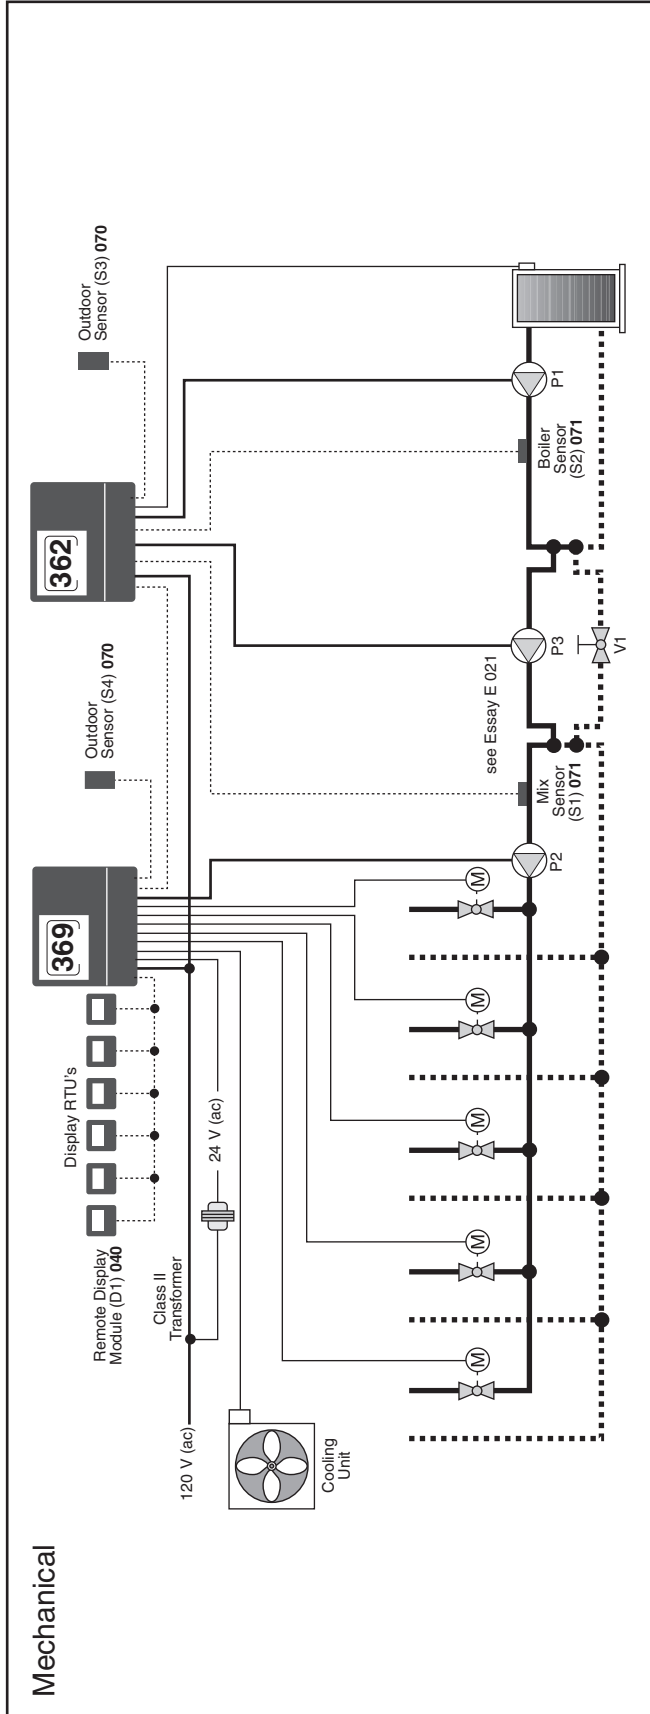 Mechanical
Remote Display
Module (D1) 040
Display RTU's
369
Outdoor
Sensor (S4) 070
362
Outdoor
Sensor (S3) 070
120 V (ac)
Class II
Transformer
24 V (ac)
Cooling
Unit
M
M
M
M
M
P2
Mix
Sensor
(S1) 071
see Essay E 021
P3
V1
Boiler
Sensor
(S2) 071
P1